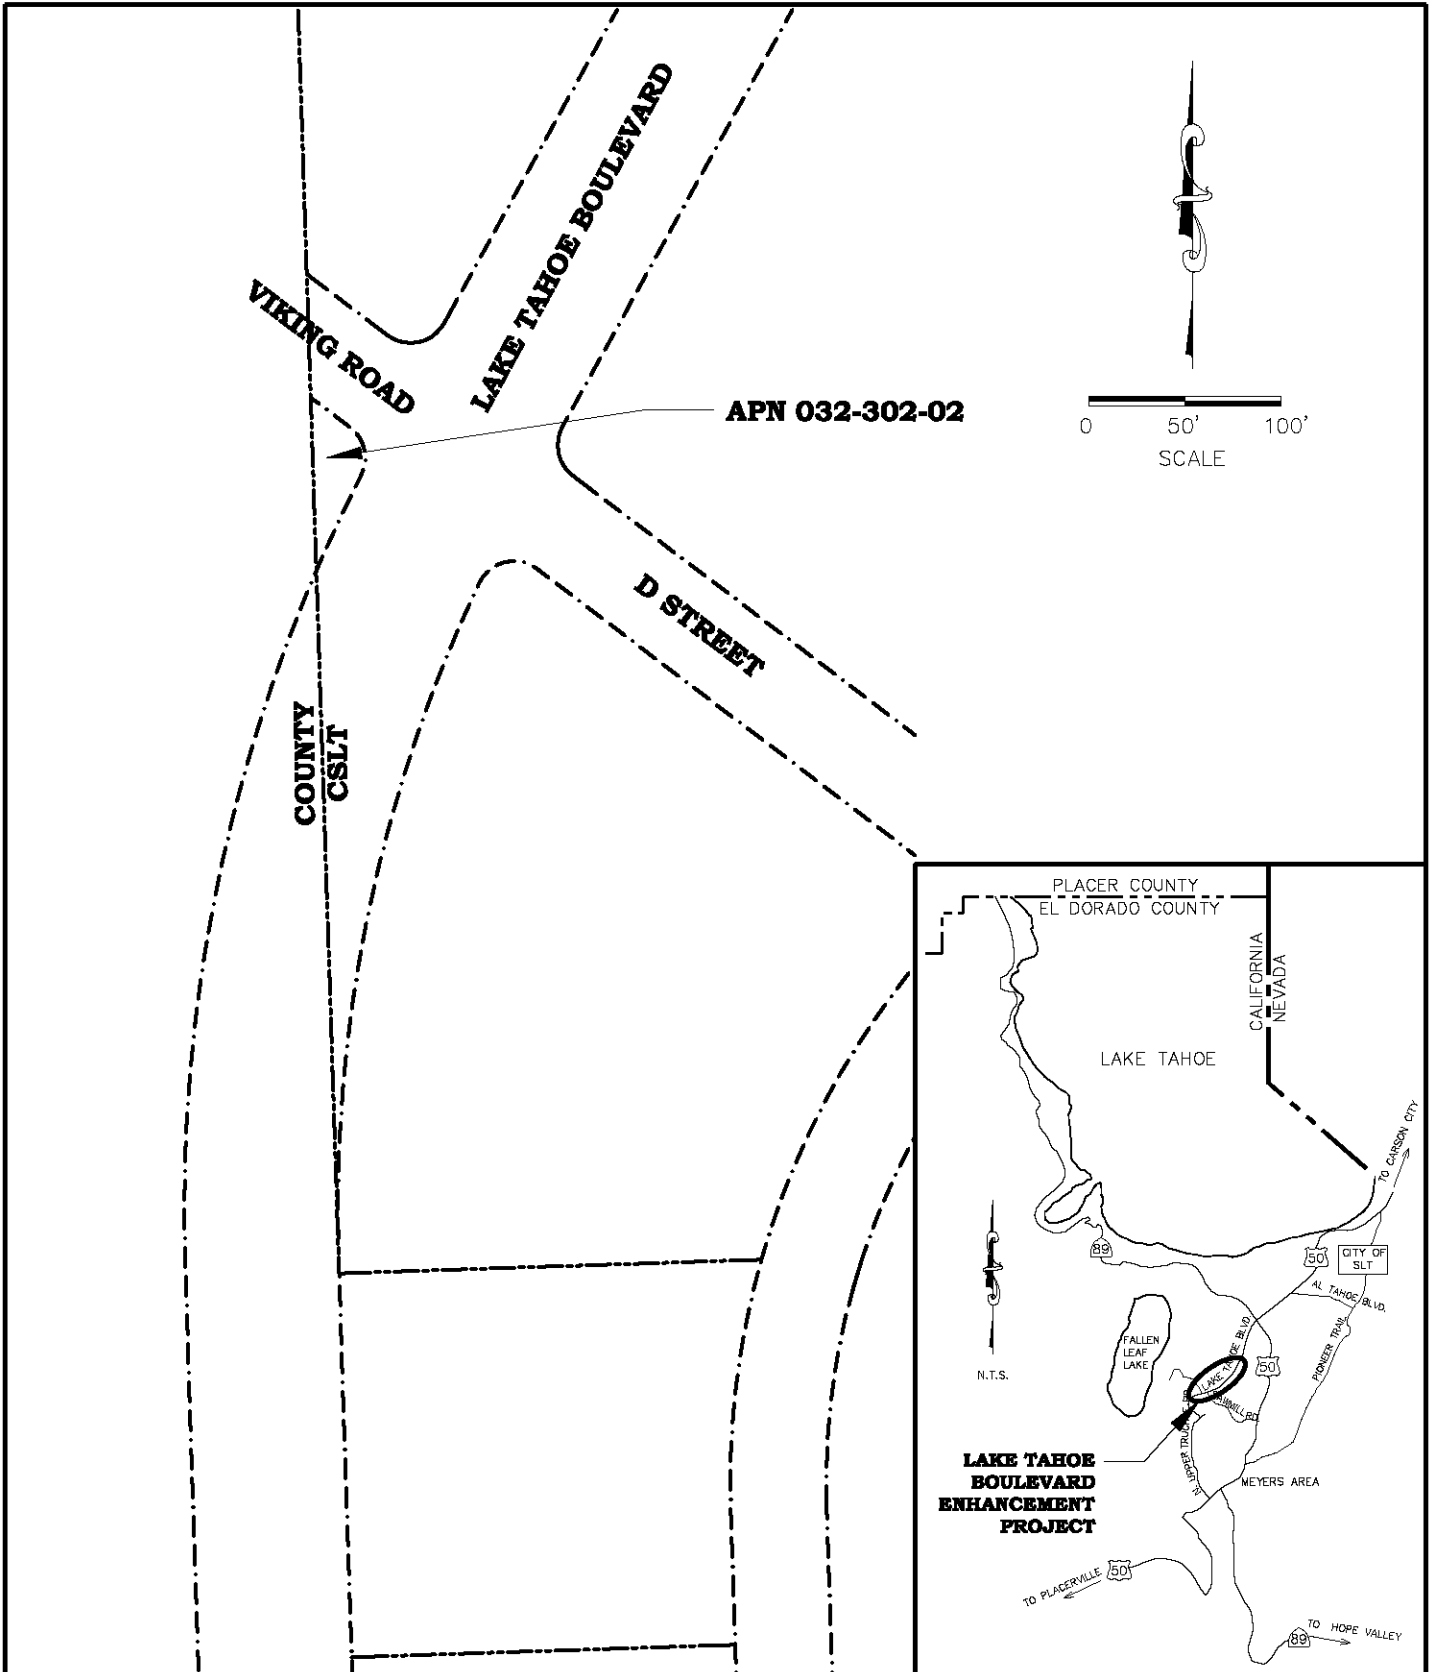 LAKE TAHOE BOULEVARD
VIKING ROAD
APN 032-302-02
0 50' 100'
SCALE
D STREET
COUNTY
CSLT
PLACER COUNTY
EL DORADO COUNTY
CALIFORNIA
NEVADA
LAKE TAHOE
TO CARSON CITY
89
50
CITY OF
SLT
AL TAHOE BLVD.
PIONEER TRAIL
FALLEN
LEAF
LAKE
LAKE TAHOE BLVD.
50
N.T.S.
SAWMILL RD
N. UPPER TRUCKEE RD
LAKE TAHOE
BOULEVARD
ENHANCEMENT
PROJECT
MEYERS AREA
TO PLACERVILLE
50
TO HOPE VALLEY
89